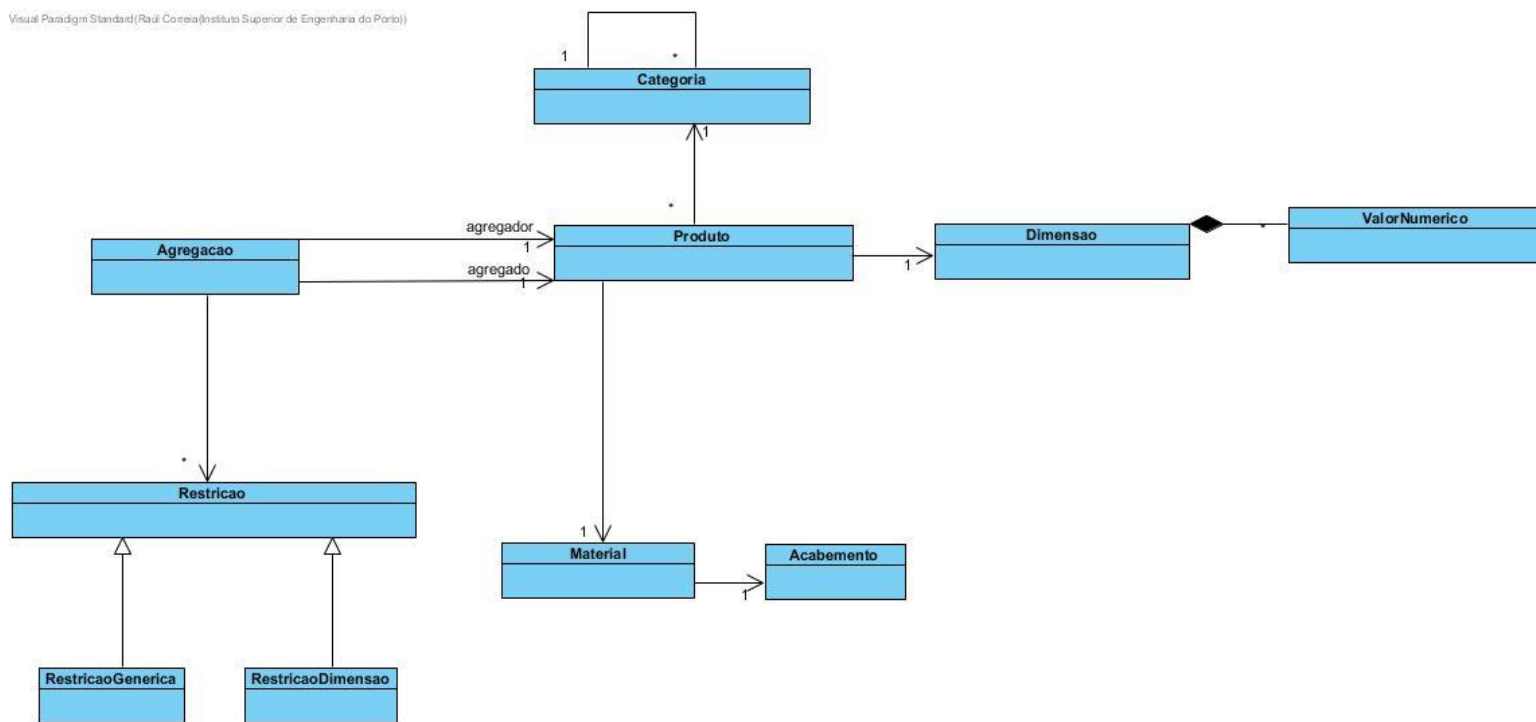 Visual Paradigm Standard(Raúl Correia(Instituto Superior de Engenharia do Porto))
1
*
Categoria
1
*
agregador
1
Agregacao
agregado
1
Produto
1
Dimensao
*
ValorNumerico
*
Restricao
1
Material
1
Acabemento
RestricaoGenerica
RestricaoDimensao